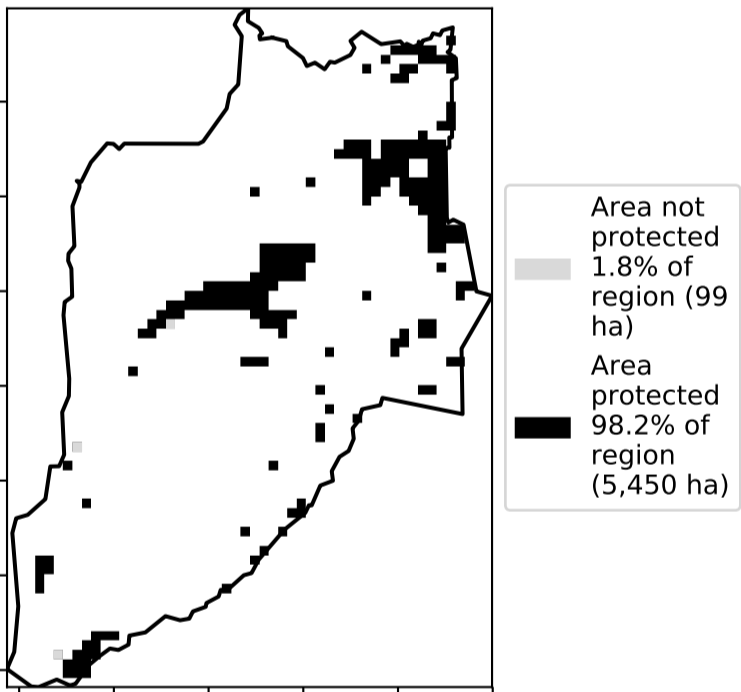 Area not
protected
1.8% of
region (99
ha)
Area
protected
98.2% of
region
(5,450 ha)